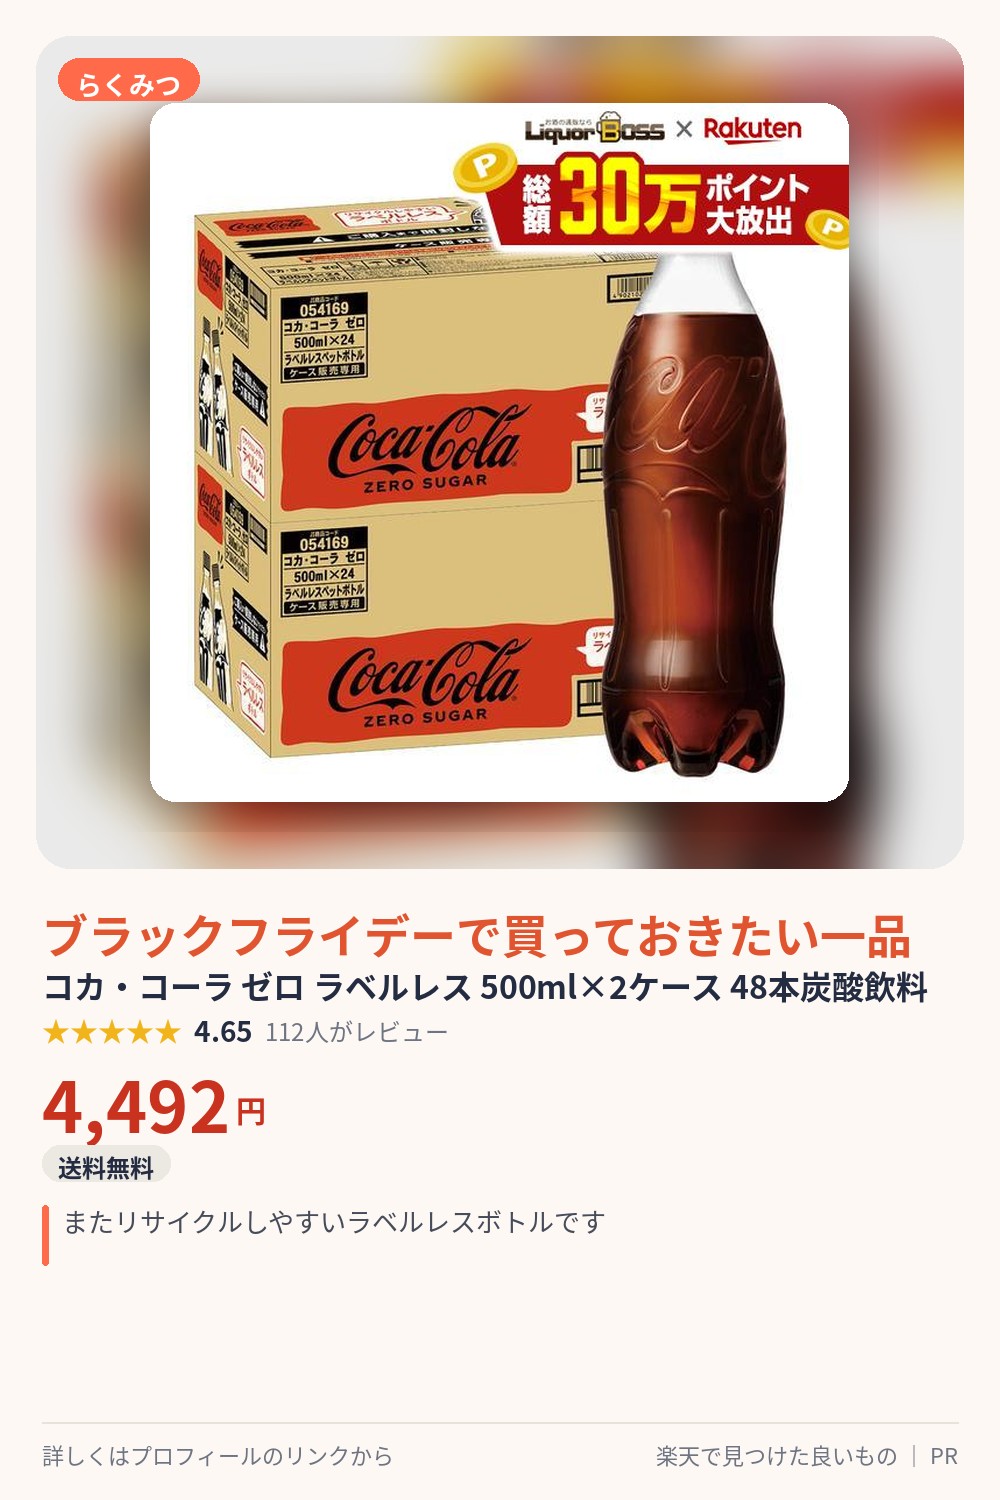 らくみつ
お酒の通販なら
Liquor Boss × Rakuten
総額30万ポイント大放出
054169
コカ・コーラ ゼロ
500ml×24
ラベルレスペットボトル
ケース販売専用
Coca-Cola
ZERO SUGAR
054169
コカ・コーラ ゼロ
500ml×24
ラベルレスペットボトル
ケース販売専用
Coca-Cola
ZERO SUGAR
ブラックフライデーで買っておきたい一品
コカ・コーラ ゼロ ラベルレス 500ml×2ケース 48本炭酸飲料
★★★★★ 4.65 112人がレビュー
4,492円
送料無料
またリサイクルしやすいラベルレスボトルです
詳しくはプロフィールのリンクから
楽天で見つけた良いもの | PR